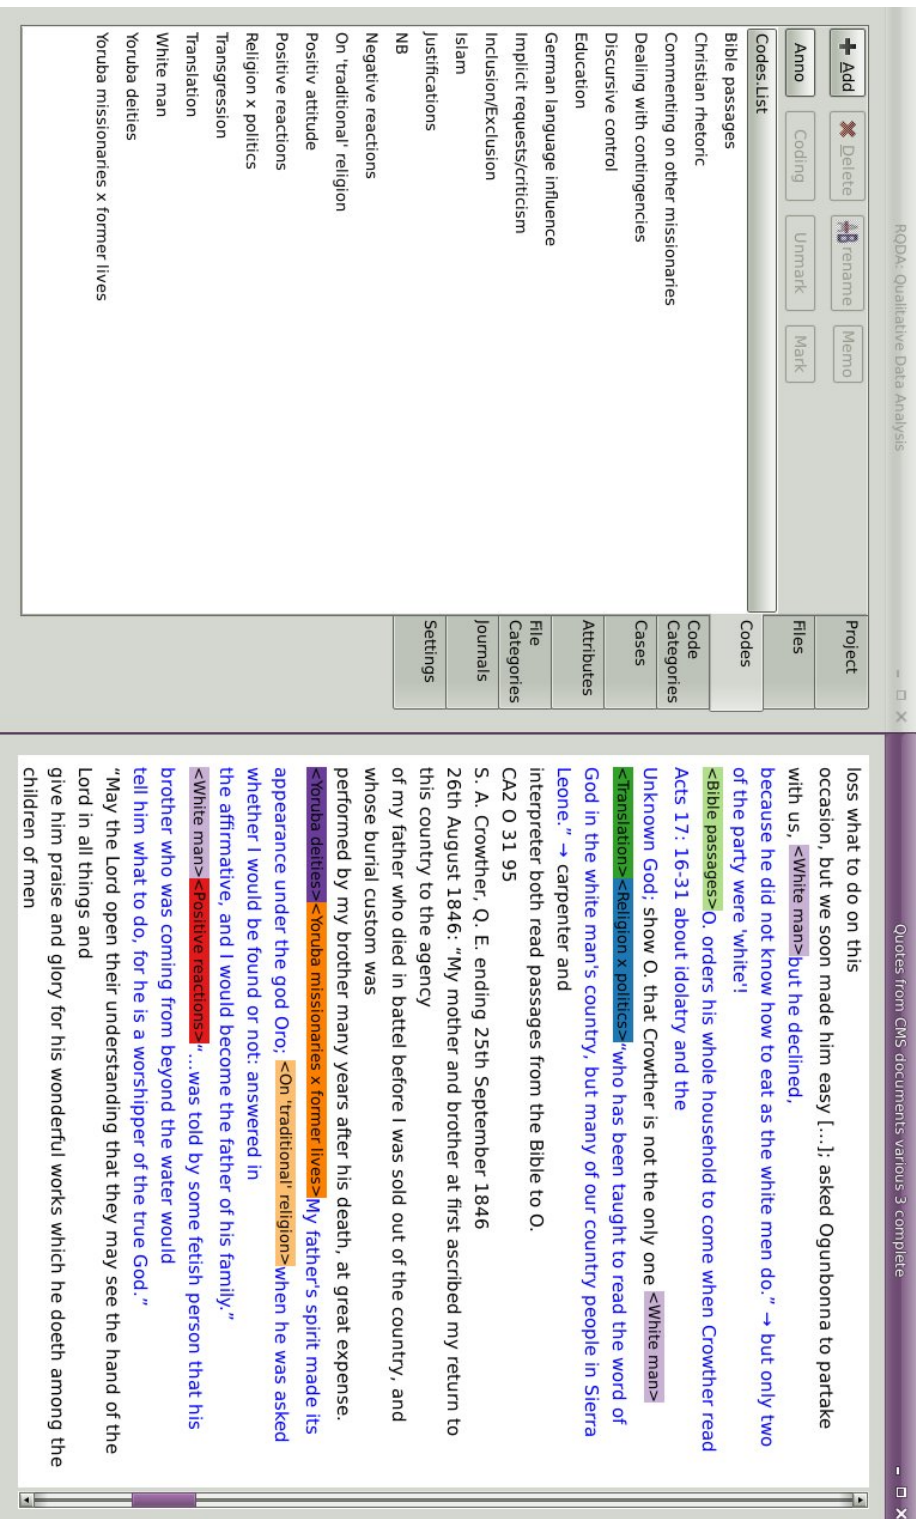 RQDA: Qualitative Data Analysis
Add Delete rename Memo
Anno Coding Unmark Mark
Codes.List
Bible passages
Christian rhetoric
Commenting on other missionaries
Dealing with contingencies
Discursive control
Education
German language influence
Implicit requests/criticism
Inclusion/Exclusion
Islam
Justifications
NB
Negative reactions
On 'traditional' religion
Positiv attitude
Positive reactions
Religion x politics
Transgression
Translation
White man
Yoruba deities
Yoruba missionaries x former lives
Project
Files
Codes
Code
Categories
Cases
Attributes
File
Categories
Journals
Settings
Quotes from CMS documents various 3 complete
loss what to do on this
occasion, but we soon made him easy [...]; asked Ogunbonna to partake
with us, <White man>but he declined,
because he did not know how to eat as the white men do.” → but only two
of the party were 'white'!
<Bible passages>O. orders his whole household to come when Crowther read
Acts 17: 16-31 about idolatry and the
Unknown God; show O. that Crowther is not the only one <White man>
<Translation><Religion x politics>“who has been taught to read the word of
God in the white man's country, but many of our country people in Sierra
Leone.” → carpenter and
interpreter both read passages from the Bible to O.
CA2 O 31 95
S. A. Crowther, Q. E. ending 25th September 1846
26th August 1846: “My mother and brother at first ascribed my return to
this country to the agency
of my father who died in battel before I was sold out of the country, and
whose burial custom was
performed by my brother many years after his death, at great expense.
<Yoruba deities><Yoruba missionaries x former lives>My father's spirit made its
appearance under the god Oro; <On 'traditional' religion>when he was asked
whether I would be found or not: answered in
the affirmative, and I would become the father of his family.”
<White man><Positive reactions>“...was told by some fetish person that his
brother who was coming from beyond the water would
tell him what to do, for he is a worshipper of the true God.”
“May the Lord open their understanding that they may see the hand of the
Lord in all things and
give him praise and glory for his wonderful works which he doeth among the
children of men